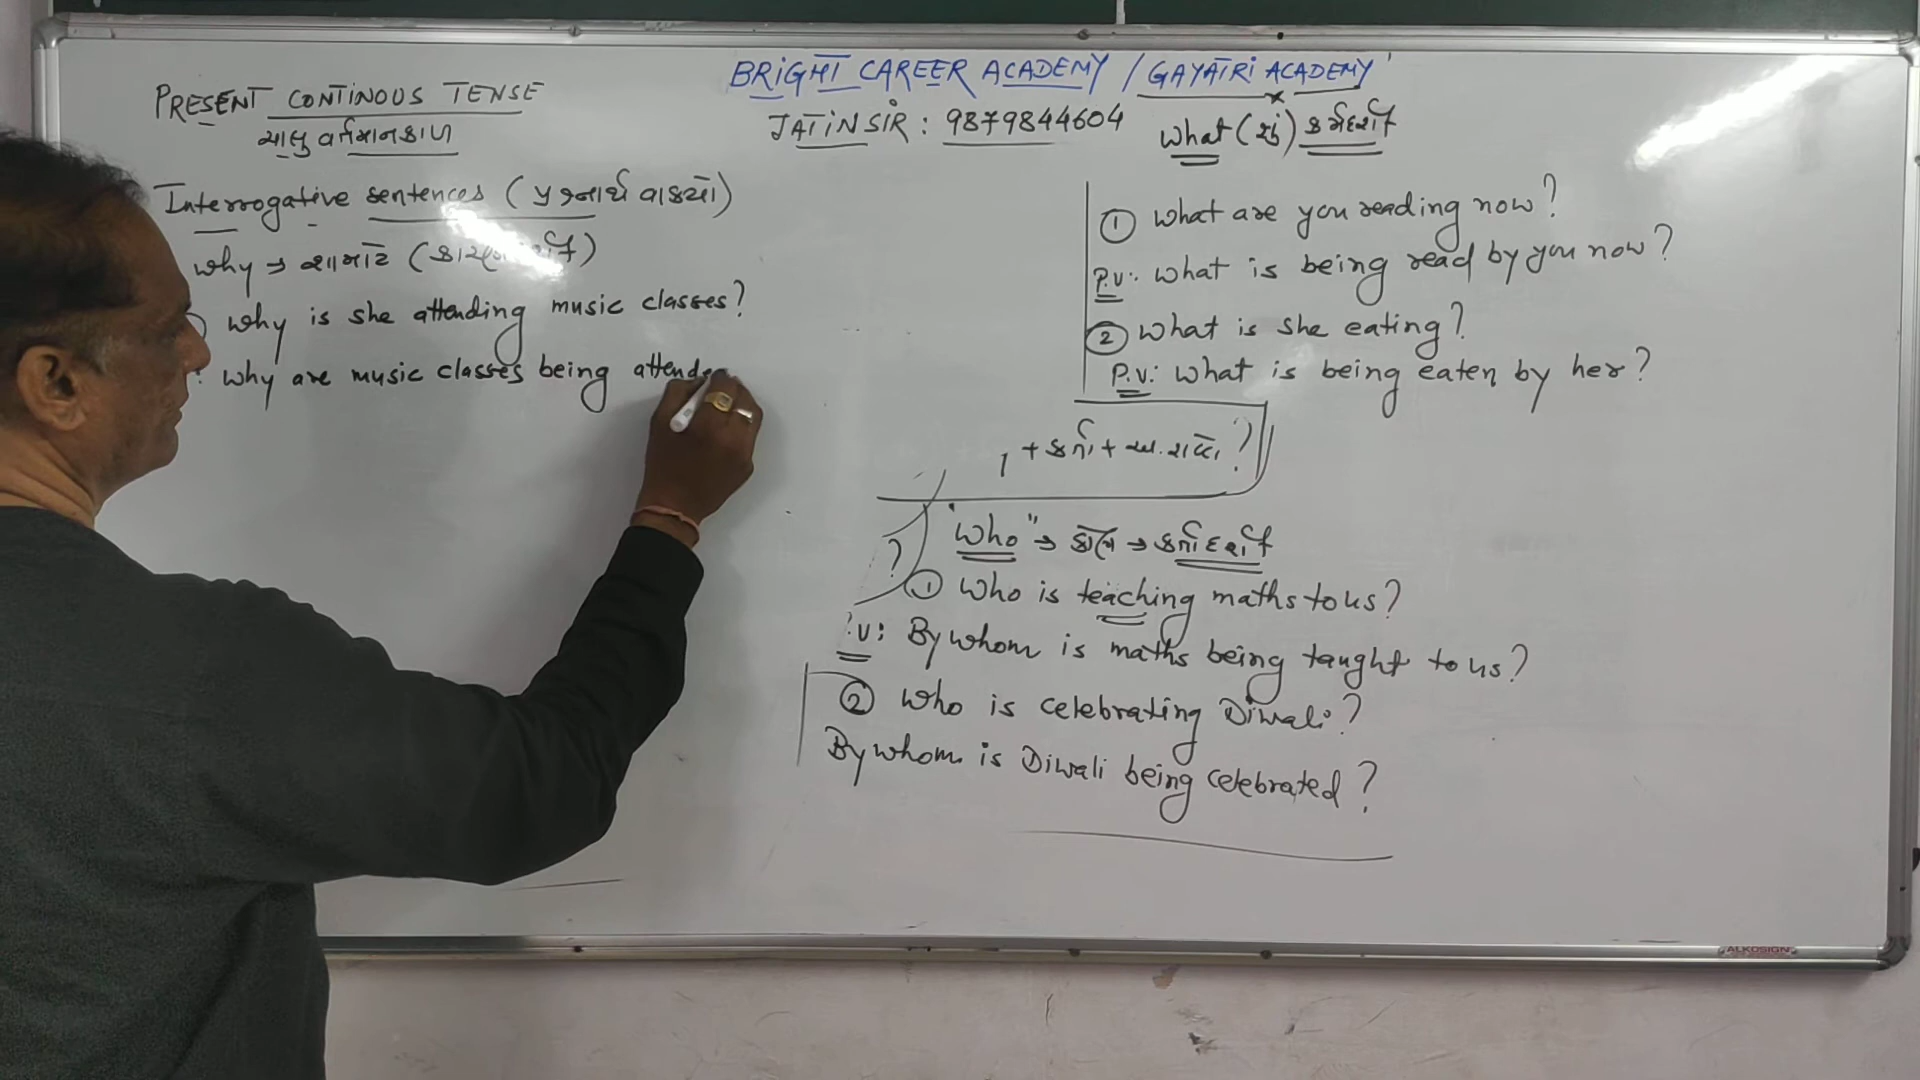 BRIGHT CAREER ACADEMY / GAYATRI ACADEMY
JATIN SIR : 9879844604
PRESENT CONTINOUS TENSE
ચાલુ વર્તમાનકાળ
Interrogative sentences (પ્રશ્નાર્થ વાક્યો)
Why → શા માટે
Why is she attending music classes?
Why are music classes being attende
What (શું) કર્મદર્શક
① What are you reading now?
P.V: What is being read by you now?
② What is she eating?
P.V.: What is being eaten by her?
+ કર્તા + અ. શબ્દો ?
"Who" → કોણ → કર્તાદર્શક
?
① Who is teaching maths to us?
V: By whom is maths being taught to us?
② Who is celebrating Diwali?
By whom is Diwali being celebrated?
ALKOSIGN